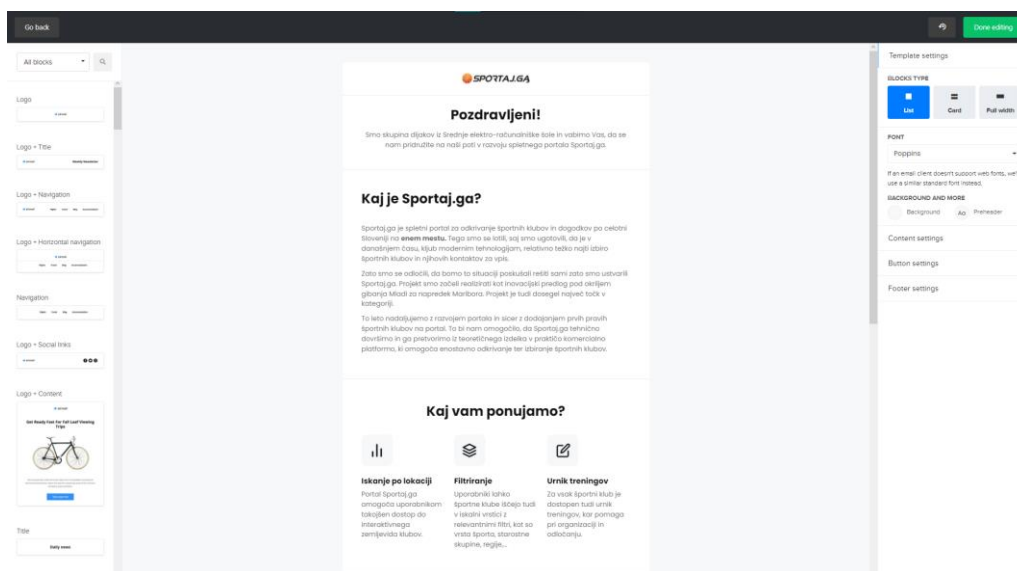 Go back
Done editing
All blocks
Logo
Logo + Title
Logo + Navigation
Logo + Horizontal navigation
Navigation
Logo + Social links
Logo + Content
Get Ready Fast For Fall Leaf Viewing
Trips
Title
Daily news
SPORTAJ.GA
Pozdravljeni!
Smo skupina dijakov iz Srednje elektro-računalniške šole in vabimo Vas, da se
nam pridružite na naši poti v razvoju spletnega portala Sportaj.ga.
Kaj je Sportaj.ga?
Sportaj.ga je spletni portal za odkrivanje športnih klubov in dogodkov po celotni
Sloveniji na enem mestu. Tega smo se lotili, saj smo ugotovili, da je v
današnjem času, kljub modernim tehnologijam, relativno težko najti izbiro
športnih klubov in njihovih kontaktov za vpis.
Zato smo se odločili, da bomo to situacijo poskušali rešiti sami zato smo ustvarili
Sportaj.ga. Projekt smo začeli realizirati kot inovacijski predlog pod okriljem
gibanja Mladi za napredek Maribora. Projekt je tudi dosegel največ točk v
kategoriji.
To leto nadaljujemo z razvojem portala in sicer z dodajanjem prvih pravih
športnih klubov na portal. To bi nam omogočilo, da Sportaj.ga tehnično
dovršimo in ga pretvorimo iz teoretičnega izdelka v praktičo komercialno
platformo, ki omogoča enostavno odkrivanje ter izbiranje športnih klubov.
Kaj vam ponujamo?
Iskanje po lokaciji
Portal Sportaj.ga
omogoča uporabnikom
takojšen dostop do
interaktivnega
zemljevida klubov.
Filtriranje
Uporabniki lahko
športne klube iščejo tudi
v iskalni vrstici z
relevantnimi filtri, kot so
vrsta športa, starostne
skupine, regije,...
Urnik treningov
Za vsak športni klub je
dostopen tudi urnik
treningov, kar pomaga
pri organizaciji in
odločanju.
Template settings
BLOCKS TYPE
List
Card
Full width
FONT
Poppins
If an email client doesn't support web fonts, we'll
use a similar standard font instead.
BACKGROUND AND MORE
Background
Aa
Preheader
Content settings
Button settings
Footer settings